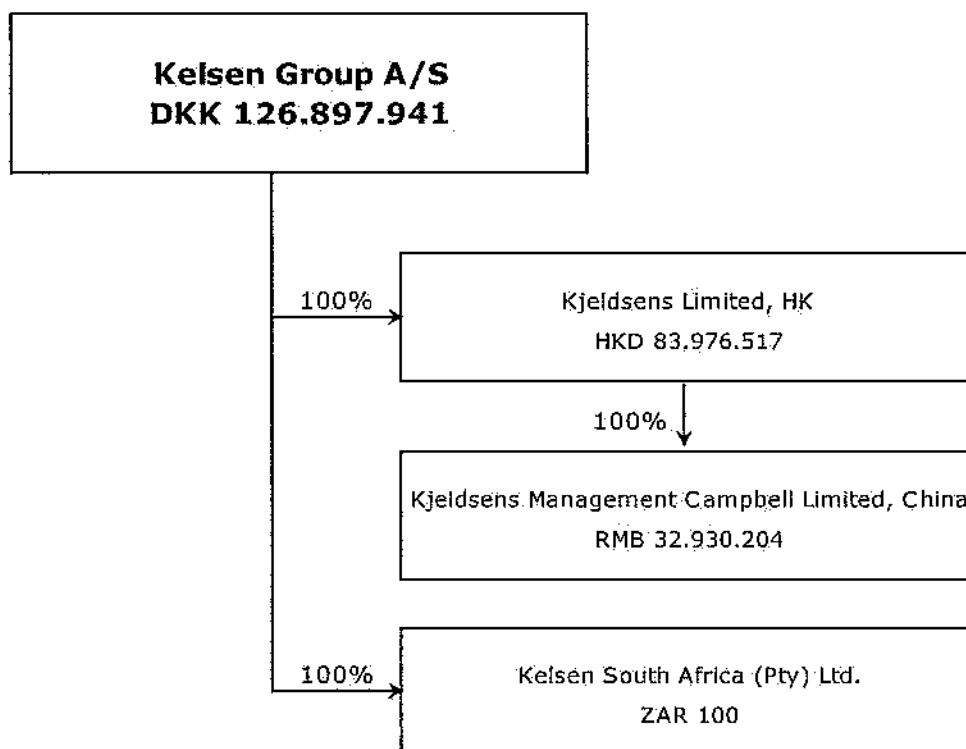 Kelsen Group A/S
DKK 126.897.941
100%
Kjeldsens Limited, HK
HKD 83.976.517
100%
Kjeldsens Management Campbell Limited, China
RMB 32.930.204
100%
Kelsen South Africa (Pty) Ltd.
ZAR 100